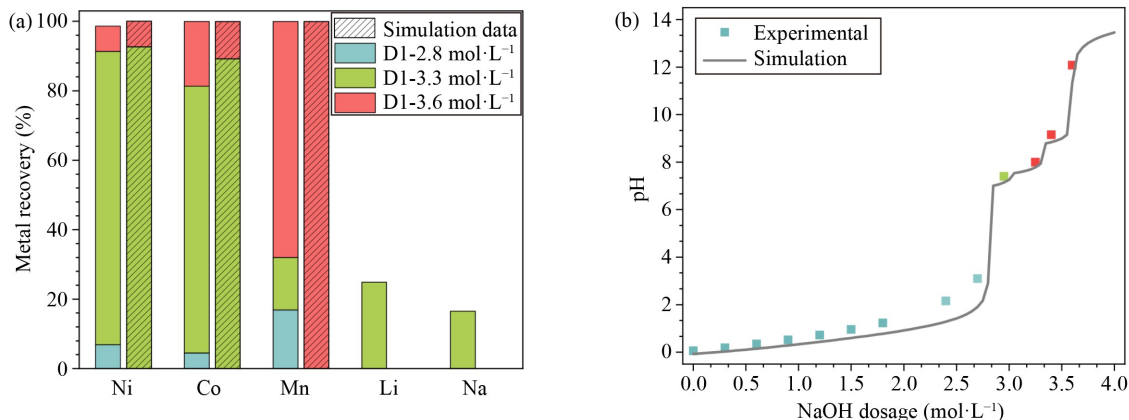 (a)
Metal recovery (%)
100
80
60
40
20
0
Simulation data
D1-2.8 mol·L⁻¹
D1-3.3 mol·L⁻¹
D1-3.6 mol·L⁻¹
Ni Co Mn Li Na
(b)
pH
14
12
10
8
6
4
2
0
Experimental
Simulation
0.0 0.5 1.0 1.5 2.0 2.5 3.0 3.5 4.0
NaOH dosage (mol·L⁻¹)